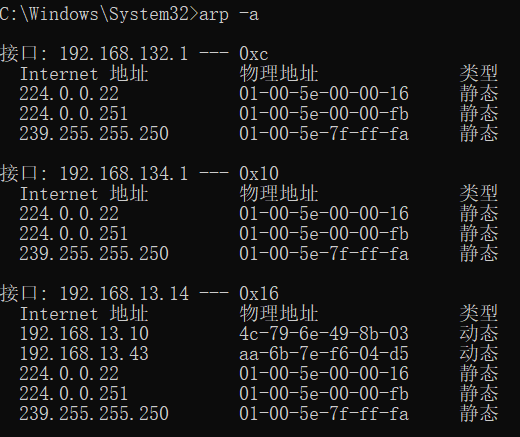 C:\Windows\System32>arp -a
接口: 192.168.132.1 --- 0xc
Internet 地址 物理地址 类型
224.0.0.22 01-00-5e-00-00-16 静态
224.0.0.251 01-00-5e-00-00-fb 静态
239.255.255.250 01-00-5e-7f-ff-fa 静态
接口: 192.168.134.1 --- 0x10
Internet 地址 物理地址 类型
224.0.0.22 01-00-5e-00-00-16 静态
224.0.0.251 01-00-5e-00-00-fb 静态
239.255.255.250 01-00-5e-7f-ff-fa 静态
接口: 192.168.13.14 --- 0x16
Internet 地址 物理地址 类型
192.168.13.10 4c-79-6e-49-8b-03 动态
192.168.13.43 aa-6b-7e-f6-04-d5 动态
224.0.0.22 01-00-5e-00-00-16 静态
224.0.0.251 01-00-5e-00-00-fb 静态
239.255.255.250 01-00-5e-7f-ff-fa 静态